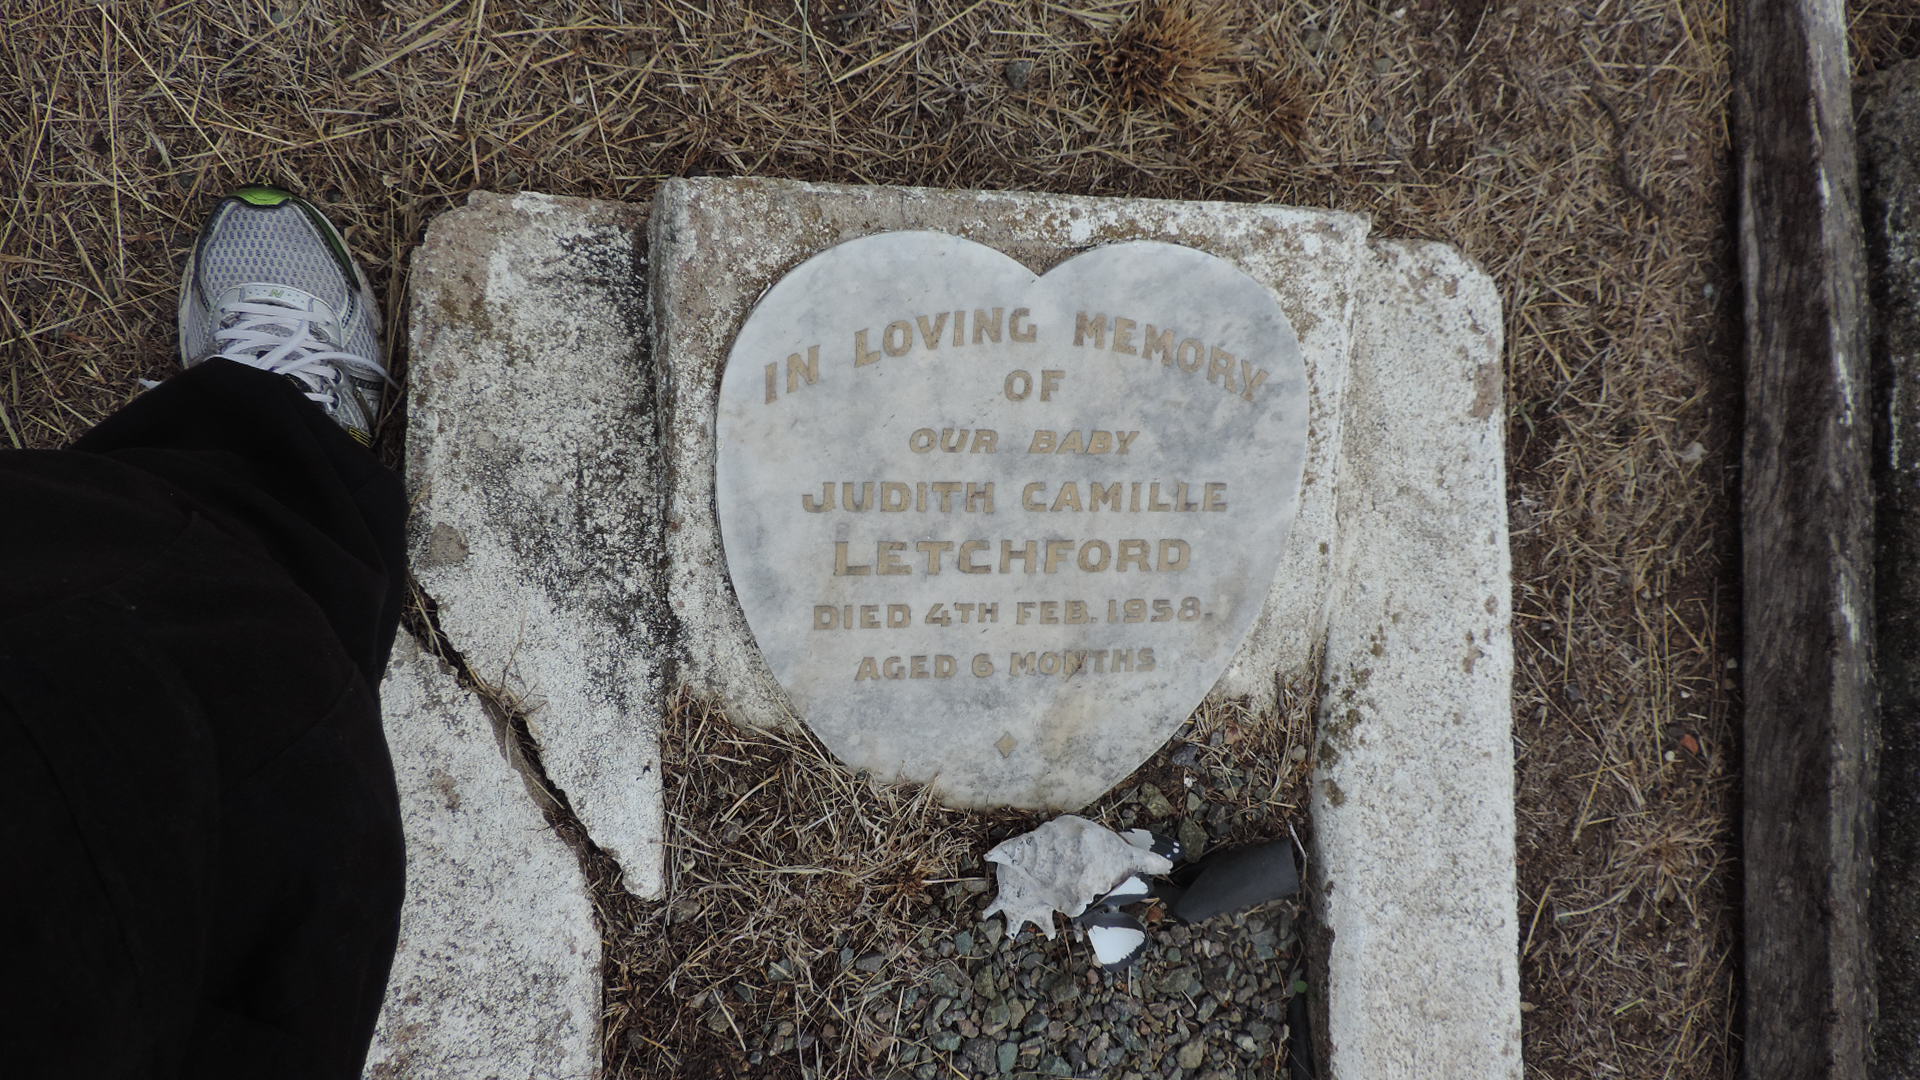 IN LOVING MEMORY
OF
OUR BABY
JUDITH CAMILLE
LETCHFORD
DIED 4TH FEB. 1958.
AGED 6 MONTHS